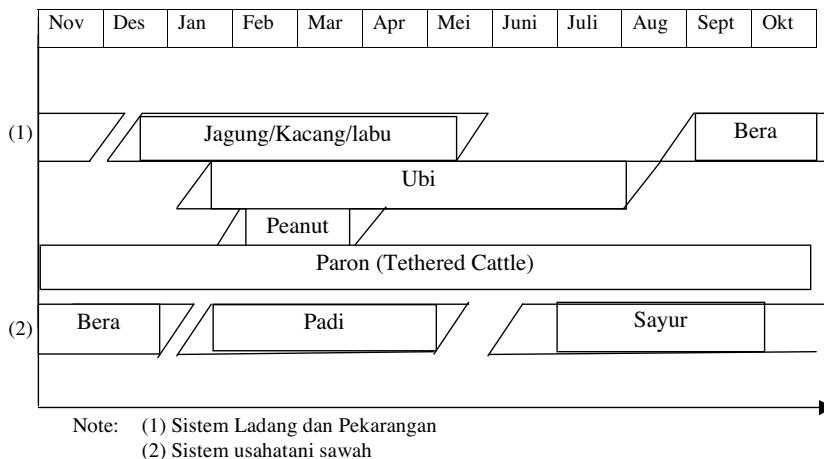 Nov Des Jan Feb Mar Apr Mei Juni Juli Aug Sept Okt
(1) Jagung/Kacang/labu Bera
Ubi
Peanut
Paron (Tethered Cattle)
(2) Bera Padi Sayur
Note: (1) Sistem Ladang dan Pekarangan
(2) Sistem usahatani sawah